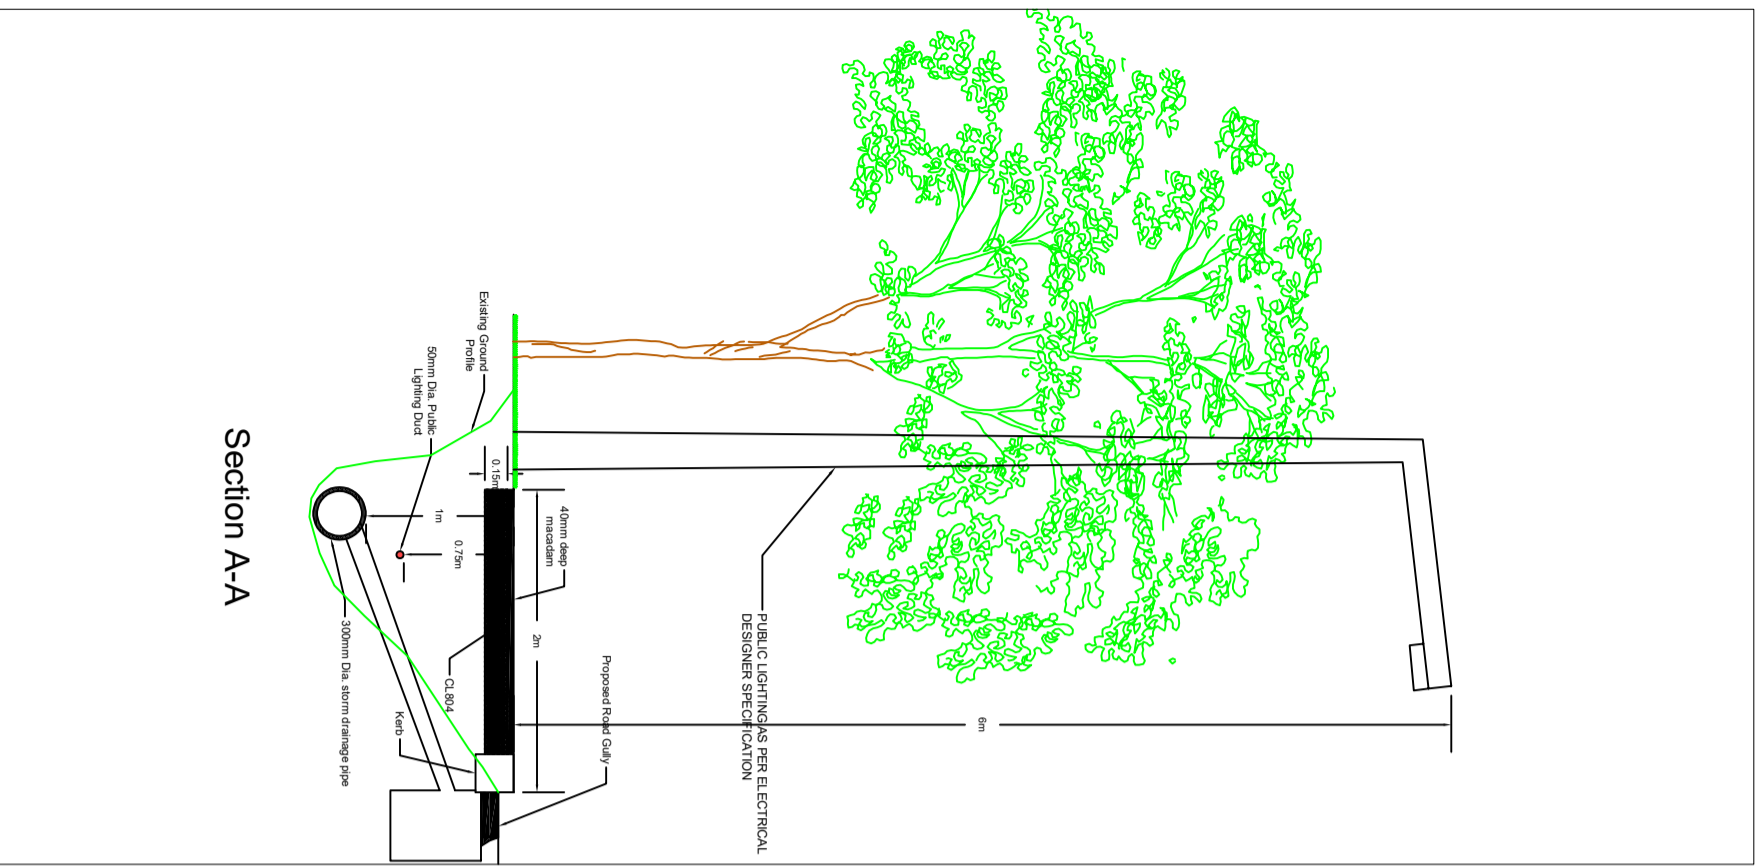 PUBLIC LIGHTING AS PER ELECTRICAL
DESIGNER SPECIFICATION
6m
Existing Ground
Profile
50mm Dia. Public
Lighting Duct
0.15m
40mm deep
macadam
2m
1m
0.75m
Proposed Road Gully
CL804
Kerb
300mm Dia. storm drainage pipe
Section A-A